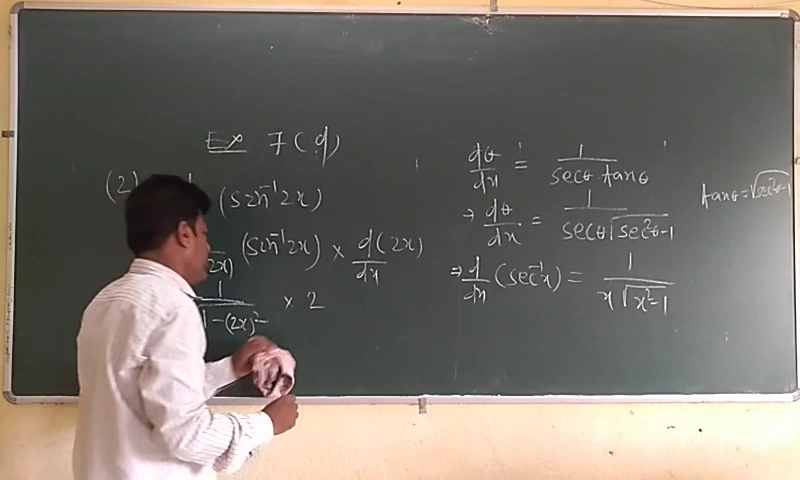 Ex 7(d)
(2) (sin⁻¹2x)
2x) (sin⁻¹2x) × d(2x)/dx
1/1-(2x)² × 2
dθ/dx = 1/secθ tanθ
⇒ dθ/dx = 1/secθ√sec²θ-1
⇒ d/dx (sec⁻¹x) = 1/x√x²-1
tanθ=√sec²θ-1